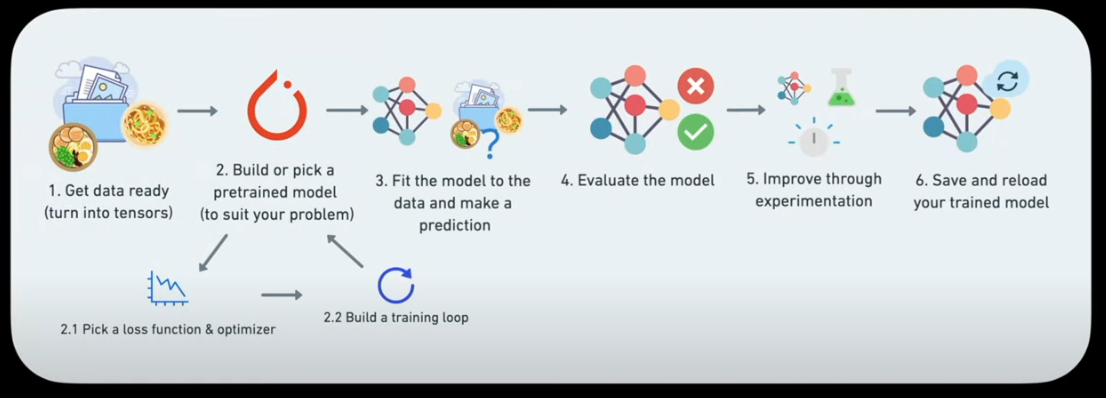 1. Get data ready
(turn into tensors)
2. Build or pick a
pretrained model
(to suit your problem)
3. Fit the model to the
data and make a
prediction
4. Evaluate the model
5. Improve through
experimentation
6. Save and reload
your trained model
2.1 Pick a loss function & optimizer
2.2 Build a training loop